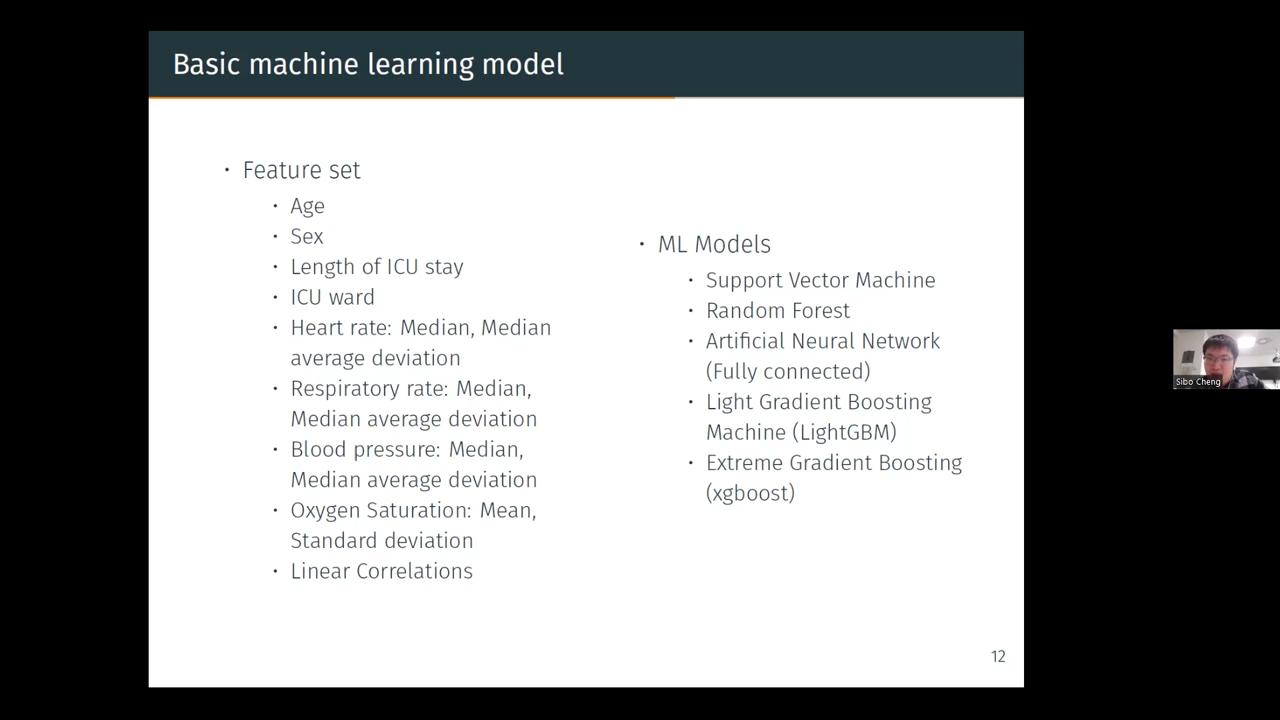 Basic machine learning model
· Feature set
· Age
· Sex
· Length of ICU stay
· ICU ward
· Heart rate: Median, Median
average deviation
· Respiratory rate: Median,
Median average deviation
· Blood pressure: Median,
Median average deviation
· Oxygen Saturation: Mean,
Standard deviation
· Linear Correlations
· ML Models
· Support Vector Machine
· Random Forest
· Artificial Neural Network
(Fully connected)
· Light Gradient Boosting
Machine (LightGBM)
· Extreme Gradient Boosting
(xgboost)
12
Sibo Cheng